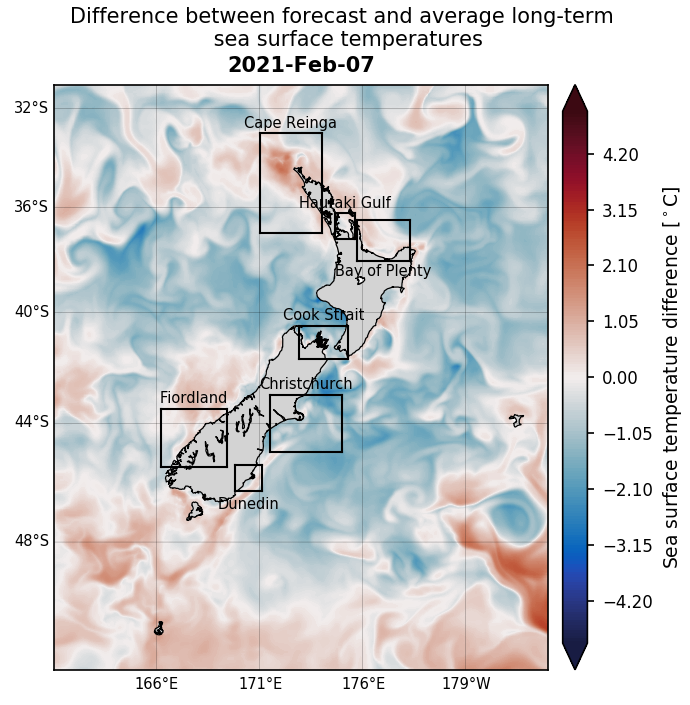 Difference between forecast and average long-term
sea surface temperatures
2021-Feb-07
32°S
36°S
40°S
44°S
48°S
166°E
171°E
176°E
179°W
Cape Reinga
Hauraki Gulf
Bay of Plenty
Cook Strait
Christchurch
Fiordland
Dunedin
4.20
3.15
2.10
1.05
0.00
−1.05
−2.10
−3.15
−4.20
Sea surface temperature difference [°C]